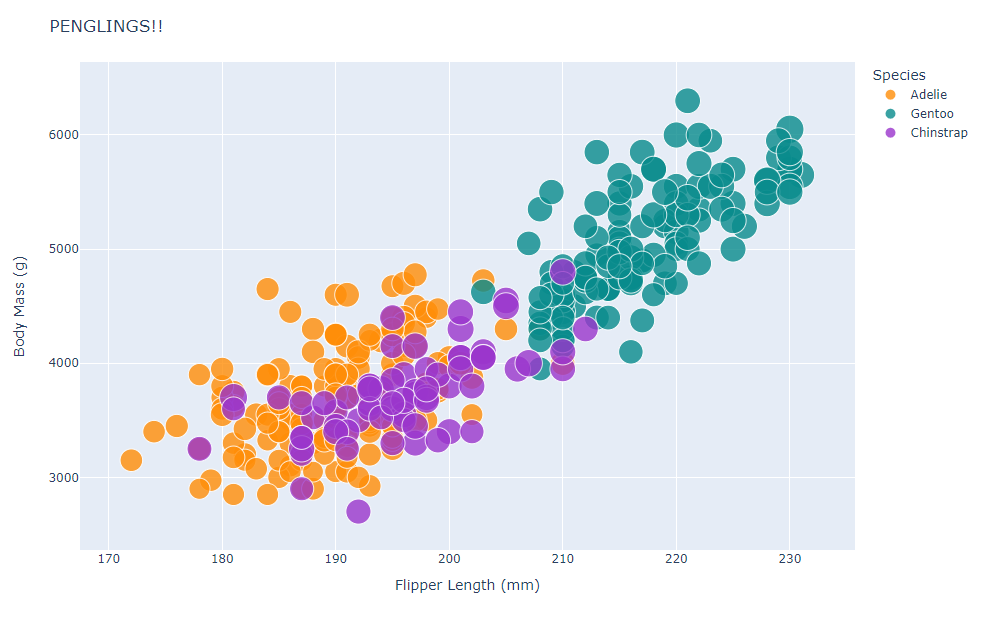 PENGLINGS!!
Species
Adelie
Gentoo
Chinstrap
Body Mass (g)
6000
5000
4000
3000
170 180 190 200 210 220 230
Flipper Length (mm)